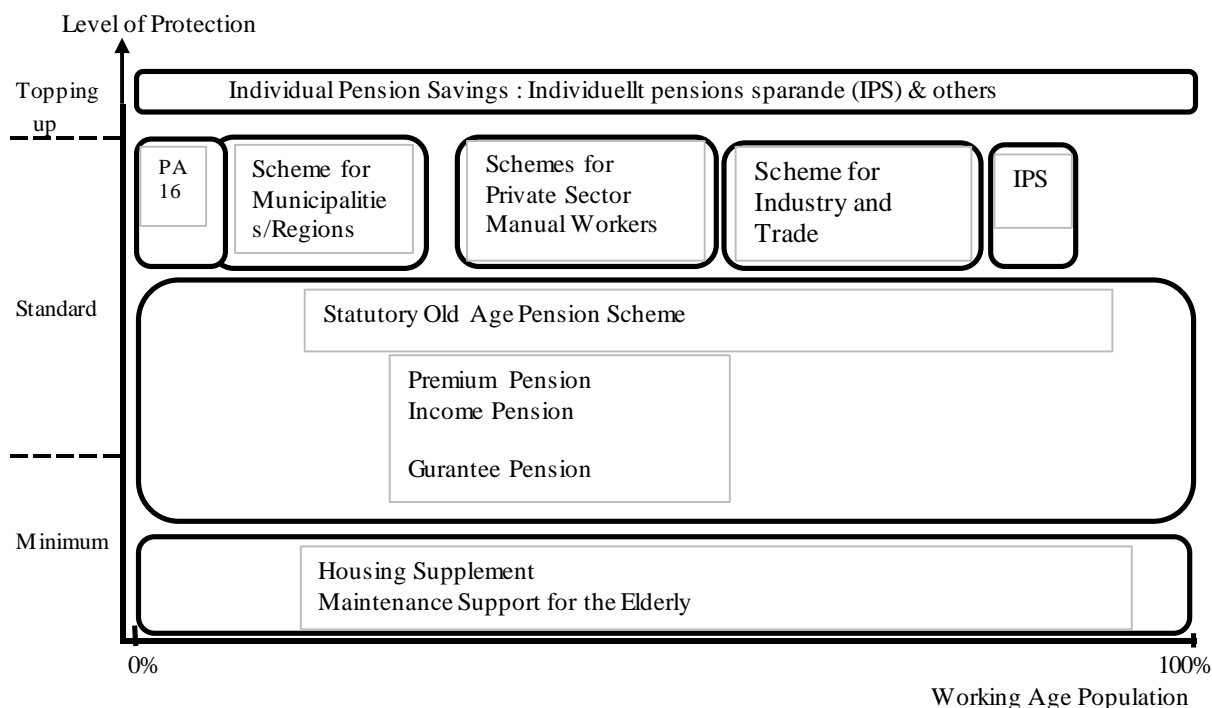 Level of Protection
Topping
up
Individual Pension Savings : Individuellt pensions sparande (IPS) & others
PA
16
Scheme for
Municipalitie
s/Regions
Schemes for
Private Sector
Manual Workers
Scheme for
Industry and
Trade
IPS
Standard
Statutory Old Age Pension Scheme
Premium Pension
Income Pension
Gurantee Pension
Minimum
Housing Supplement
Maintenance Support for the Elderly
0%
100%
Working Age Population